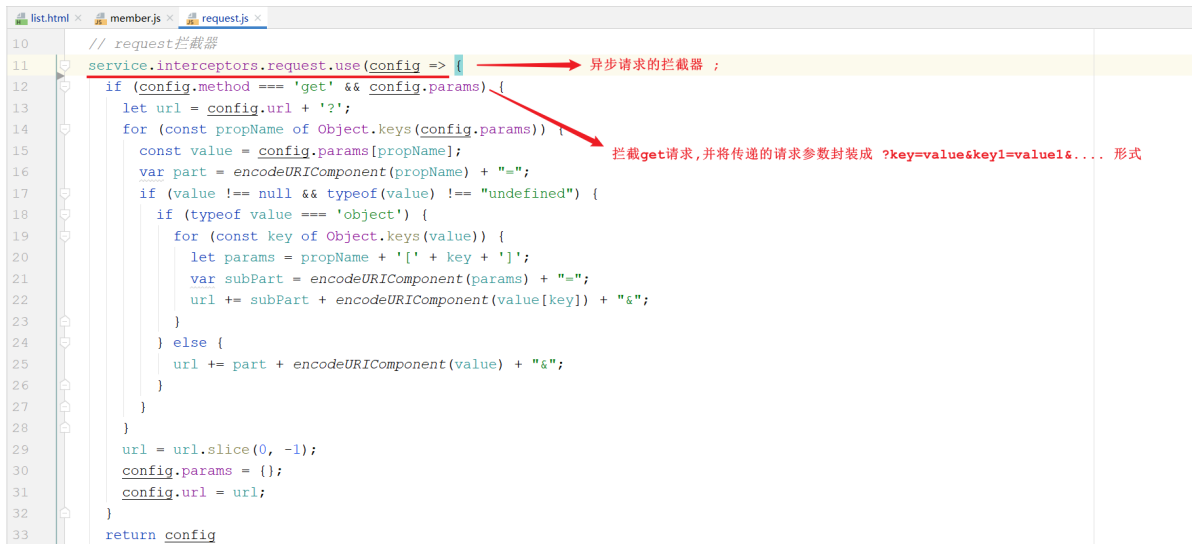 list.html × member.js × request.js ×
10 // request拦截器
11 service.interceptors.request.use(config => { 异步请求的拦截器 ;
12 if (config.method === 'get' && config.params) {
13 let url = config.url + '?';
14 for (const propName of Object.keys(config.params)) {
15 const value = config.params[propName];
拦截get请求,并将传递的请求参数封装成 ?key=value&key1=value1&.... 形式
16 var part = encodeURIComponent(propName) + "=";
17 if (value !== null && typeof(value) !== "undefined") {
18 if (typeof value === 'object') {
19 for (const key of Object.keys(value)) {
20 let params = propName + '[' + key + ']';
21 var subPart = encodeURIComponent(params) + "=";
22 url += subPart + encodeURIComponent(value[key]) + "&";
23 }
24 } else {
25 url += part + encodeURIComponent(value) + "&";
26 }
27 }
28 }
29 url = url.slice(0, -1);
30 config.params = {};
31 config.url = url;
32 }
33 return config